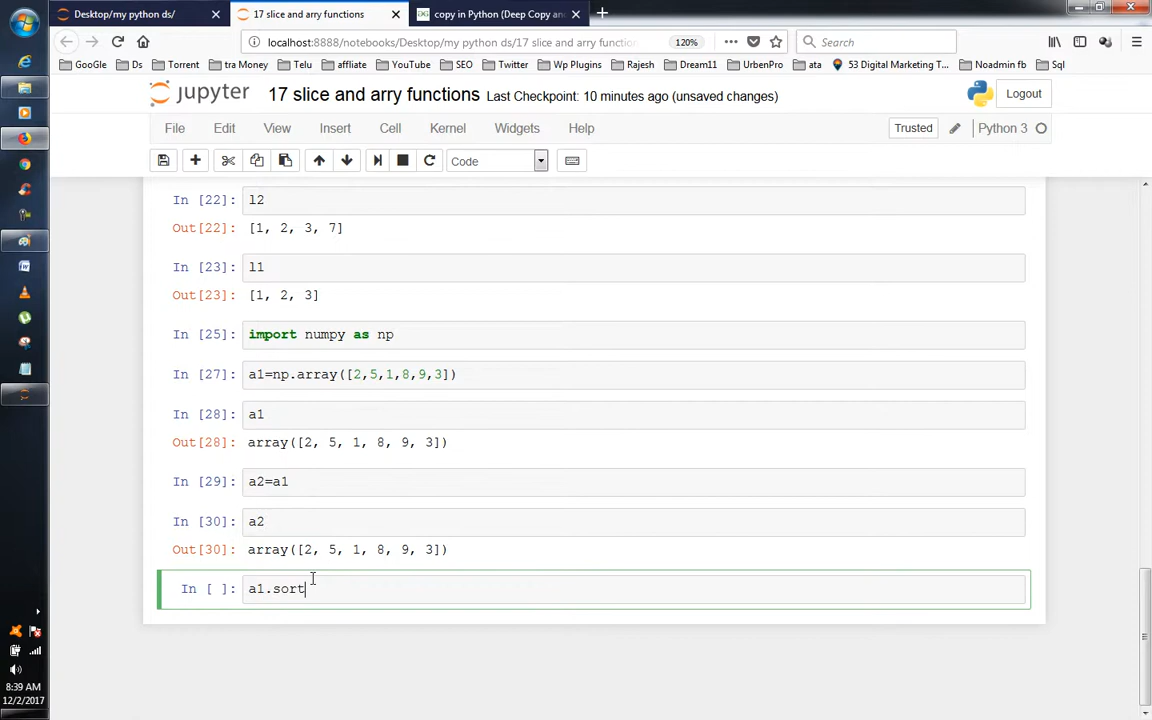 Desktop/my python ds/
17 slice and arry functions
copy in Python (Deep Copy an
localhost:8888/notebooks/Desktop/my python ds/17 slice and arry functio
120%
Search
GooGle
Ds
Torrent
tra Money
Telu
affliate
YouTube
SEO
Twitter
Wp Plugins
Rajesh
Dream11
UrbenPro
ata
53 Digital Marketing T...
Noadmin fb
Sql
jupyter
17 slice and arry functions Last Checkpoint: 10 minutes ago (unsaved changes)
Logout
File Edit View Insert Cell Kernel Widgets Help
Trusted
Python 3
Code
In [22]: l2
Out[22]: [1, 2, 3, 7]
In [23]: l1
Out[23]: [1, 2, 3]
In [25]: import numpy as np
In [27]: a1=np.array([2,5,1,8,9,3])
In [28]: a1
Out[28]: array([2, 5, 1, 8, 9, 3])
In [29]: a2=a1
In [30]: a2
Out[30]: array([2, 5, 1, 8, 9, 3])
In [ ]: a1.sort
8:39 AM
12/2/2017